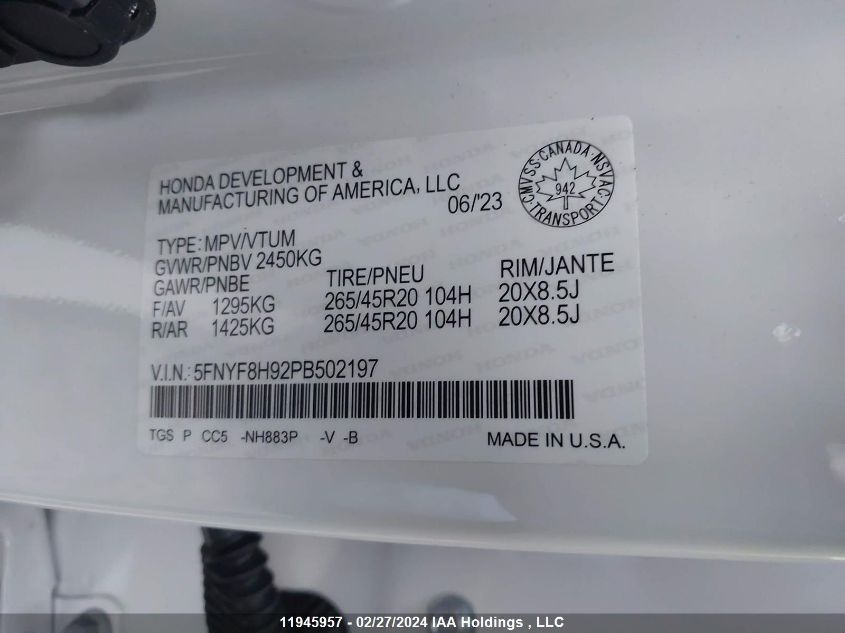 HONDA DEVELOPMENT &
MANUFACTURING OF AMERICA, LLC
06/'23
CMVSS·CANADA·NSVAC
942
TRANSPORT
TYPE: MPV/VTUM
GVWR/PNBV 2450KG
GAWR/PNBE TIRE/PNEU RIM/JANTE
F/AV 1295KG 265/45R20 104H 20X8.5J
R/AR 1425KG 265/45R20 104H 20X8.5J
V.I.N.: 5FNYF8H92PB502197
TGS P CC5 -NH883P -V -B MADE IN U.S.A.
11945957 - 02/27/2024 IAA Holdings , LLC